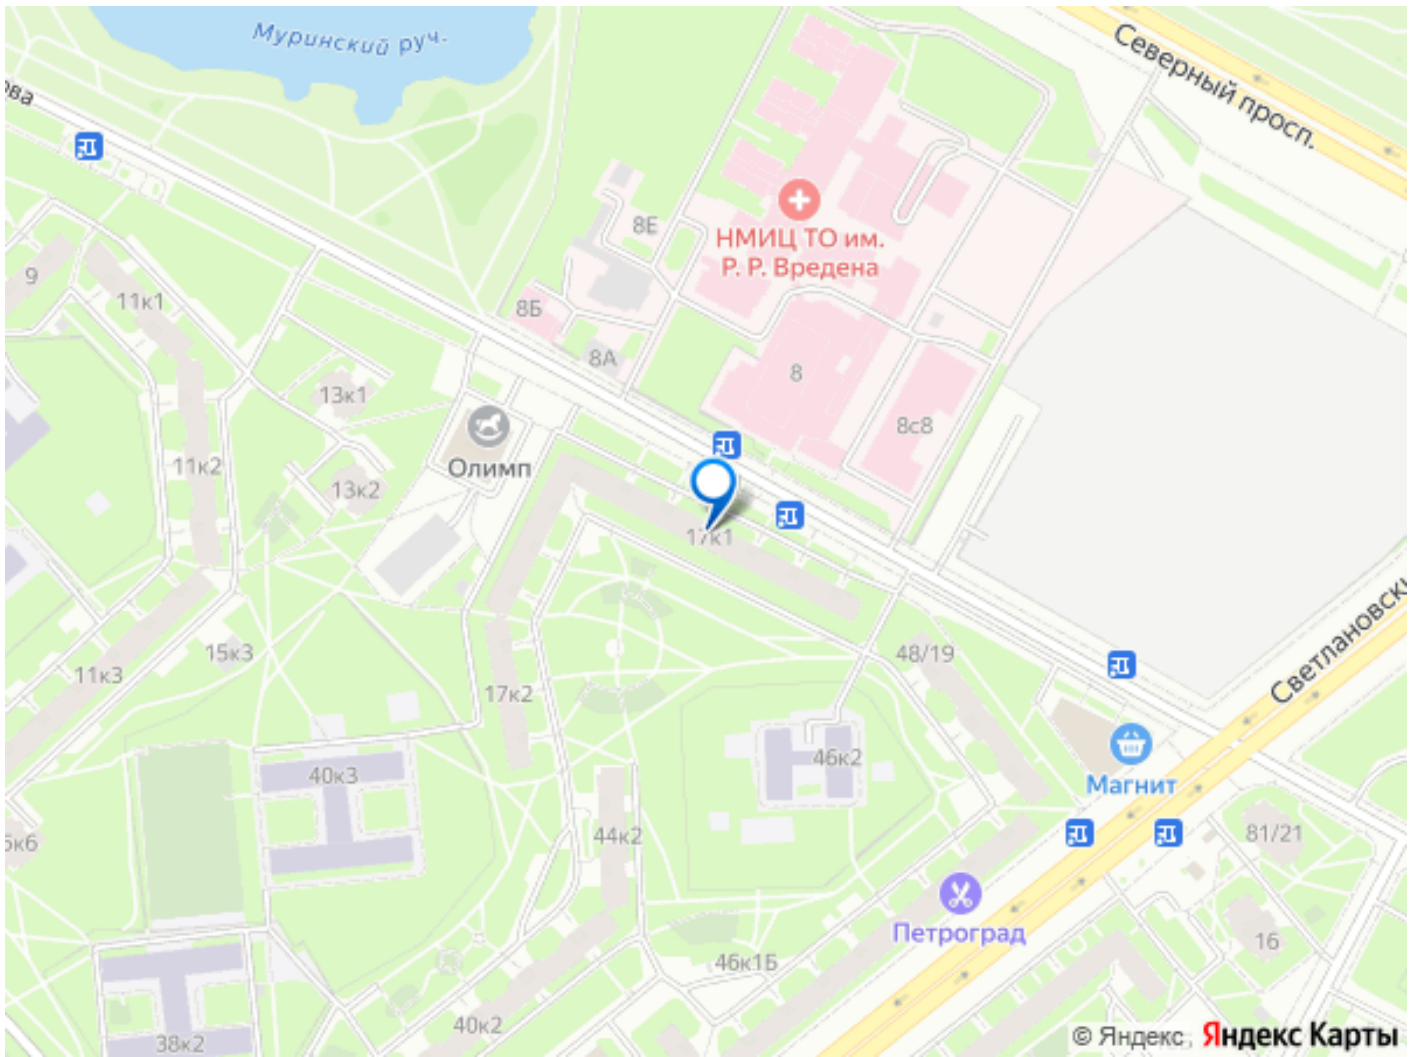 Муринский руч.
Северный просп.
ова
8Е
НМИЦ ТО им.
Р. Р. Вредена
9
11к1
8Б
8А
8
13к1
8с8
Олимп
11к2
13к2
17к1
Светлановски
15к3
48/19
11к3
17к2
46к2
40к3
Магнит
44к2
81/21
5к6
Петроград
16
46к1Б
40к2
38к2
© Яндекс, Яндекс Карты